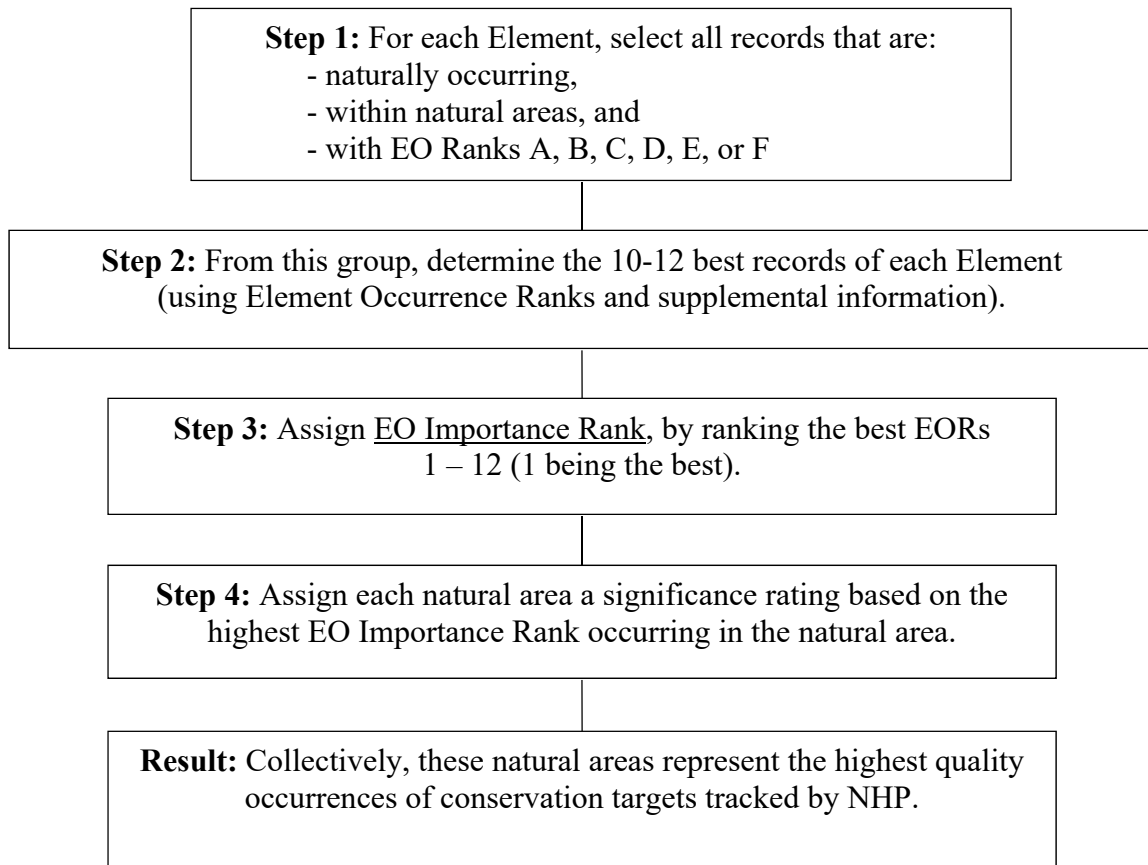 Step 1: For each Element, select all records that are:
- naturally occurring,
- within natural areas, and
- with EO Ranks A, B, C, D, E, or F
Step 2: From this group, determine the 10-12 best records of each Element
(using Element Occurrence Ranks and supplemental information).
Step 3: Assign EO Importance Rank, by ranking the best EORs
1 – 12 (1 being the best).
Step 4: Assign each natural area a significance rating based on the
highest EO Importance Rank occurring in the natural area.
Result: Collectively, these natural areas represent the highest quality
occurrences of conservation targets tracked by NHP.